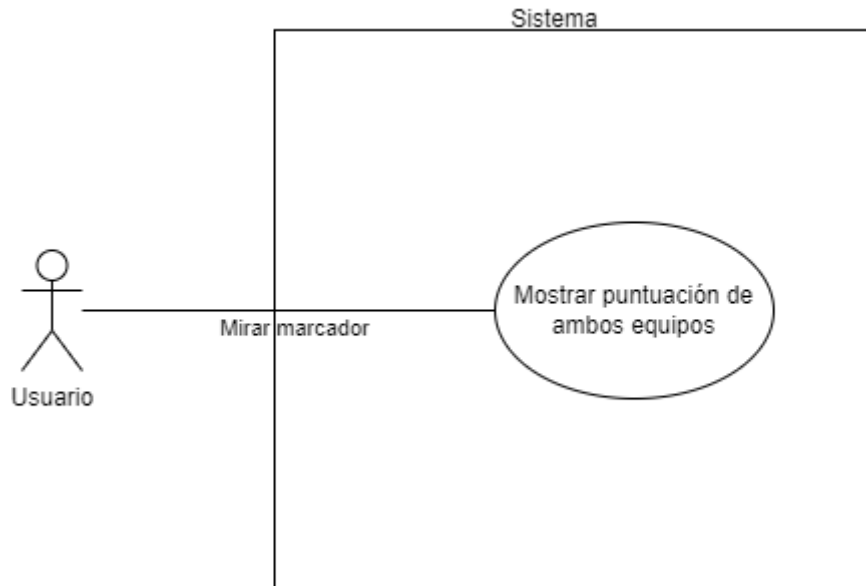 Sistema
Mostrar puntuación de
ambos equipos
Mirar marcador
Usuario